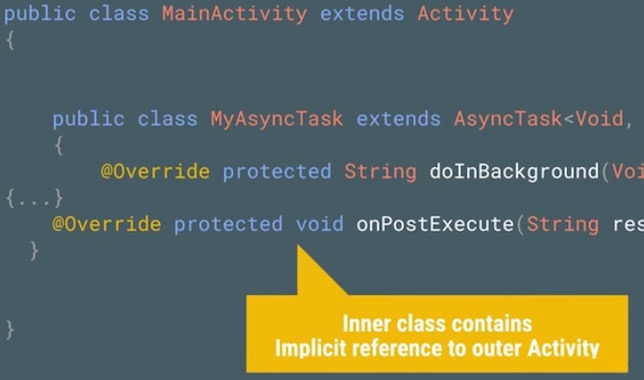 public class MainActivity extends Activity
{
public class MyAsyncTask extends AsyncTask<Void,
{
@Override protected String doInBackground(Voi
{...}
@Override protected void onPostExecute(String res
}
}
Inner class contains
Implicit reference to outer Activity